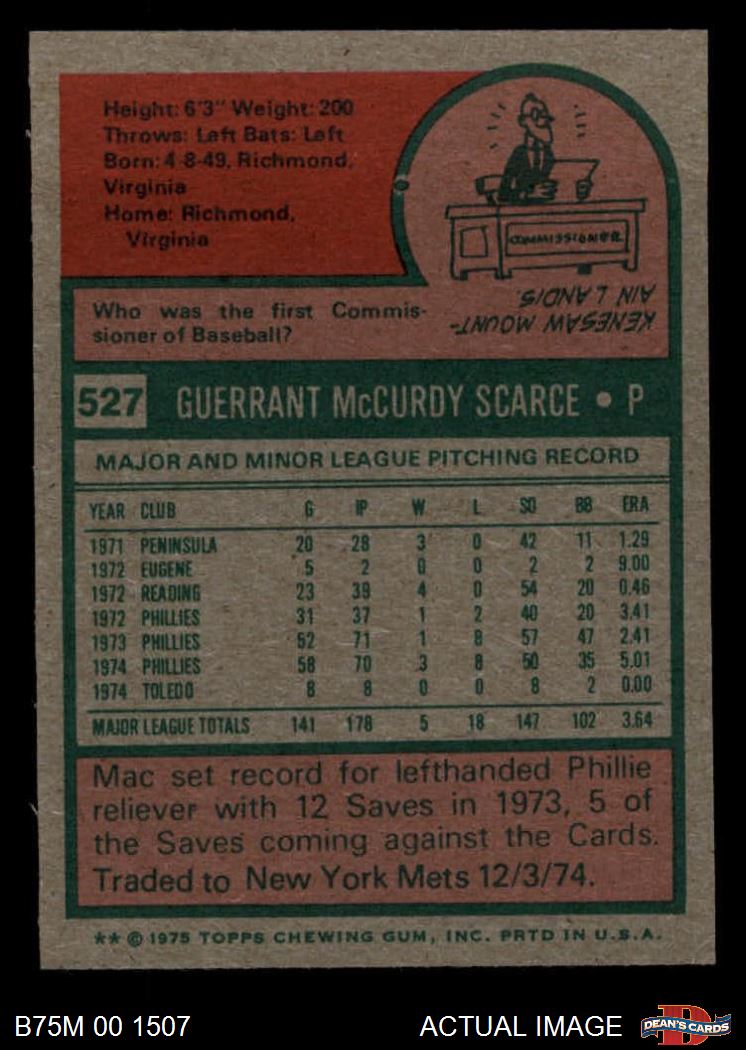 Height: 6'3" Weight: 200
Throws: Left Bats: Left
Born: 4-8-49, Richmond,
Virginia
Home: Richmond,
Virginia
COMMISSIONER
KENESAW MOUNT-
AIN LANDIS.
Who was the first Commis-
sioner of Baseball?
527 GUERRANT McCURDY SCARCE • P
MAJOR AND MINOR LEAGUE PITCHING RECORD
YEAR CLUB G IP W L SO BB ERA
1971 PENINSULA 20 28 3 0 42 11 1.29
1972 EUGENE 5 2 0 0 2 2 9.00
1972 READING 23 39 4 0 54 20 0.46
1972 PHILLIES 31 37 1 2 40 20 3.41
1973 PHILLIES 52 71 1 8 57 47 2.41
1974 PHILLIES 58 70 3 8 50 35 5.01
1974 TOLEDO 8 8 0 0 8 2 0.00
MAJOR LEAGUE TOTALS 141 178 5 18 147 102 3.64
Mac set record for lefthanded Phillie
reliever with 12 Saves in 1973, 5 of
the Saves coming against the Cards.
Traded to New York Mets 12/3/74.
** © 1975 TOPPS CHEWING GUM, INC. PRTD IN U.S.A.
B75M 00 1507 ACTUAL IMAGE
D
DEAN'S CARDS